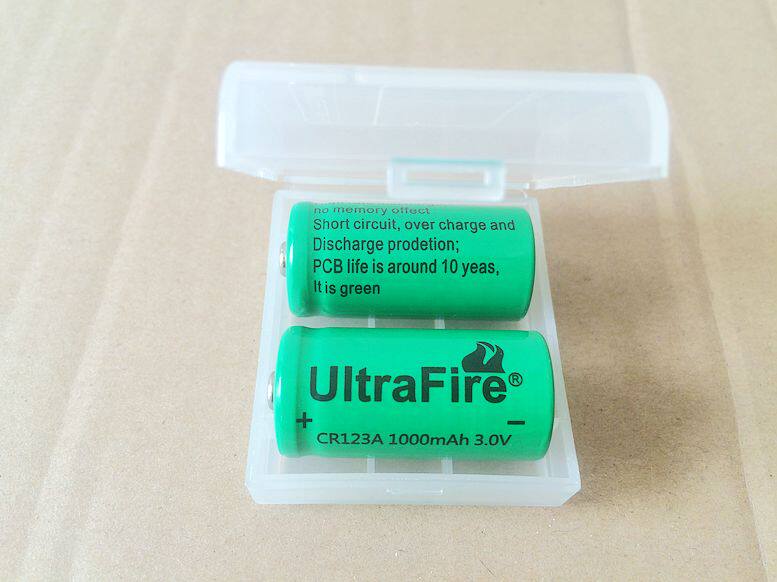 no memory offect
Short circuit, over charge and
Discharge prodetion;
PCB life is around 10 yeas,
It is green
UltraFire®
+ −
CR123A 1000mAh 3.0V